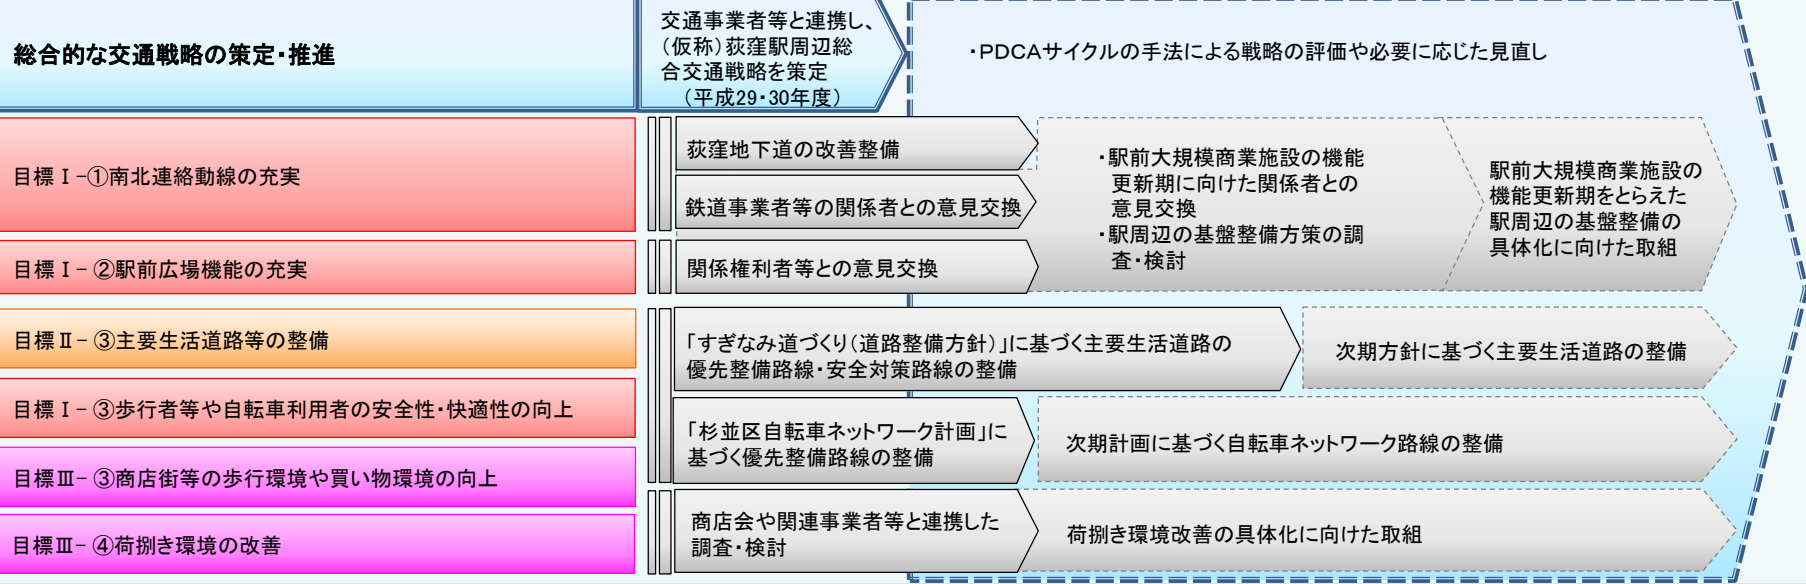 総合的な交通戦略の策定・推進
交通事業者等と連携し、
（仮称）荻窪駅周辺総
合交通戦略を策定
（平成29・30年度）
・PDCAサイクルの手法による戦略の評価や必要に応じた見直し
目標Ⅰ-①南北連絡動線の充実
荻窪地下道の改善整備
鉄道事業者等の関係者との意見交換
・駅前大規模商業施設の機能
更新期に向けた関係者との
意見交換
・駅周辺の基盤整備方策の調
査・検討
駅前大規模商業施設の
機能更新期をとらえた
駅周辺の基盤整備の
具体化に向けた取組
目標Ⅰ-②駅前広場機能の充実
関係権利者等との意見交換
目標Ⅱ-③主要生活道路等の整備
「すぎなみ道づくり（道路整備方針）」に基づく主要生活道路の
優先整備路線・安全対策路線の整備
次期方針に基づく主要生活道路の整備
目標Ⅰ-③歩行者等や自転車利用者の安全性・快適性の向上
「杉並区自転車ネットワーク計画」に
基づく優先整備路線の整備
次期計画に基づく自転車ネットワーク路線の整備
目標Ⅲ-③商店街等の歩行環境や買い物環境の向上
目標Ⅲ-④荷捌き環境の改善
商店会や関連事業者等と連携した
調査・検討
荷捌き環境改善の具体化に向けた取組